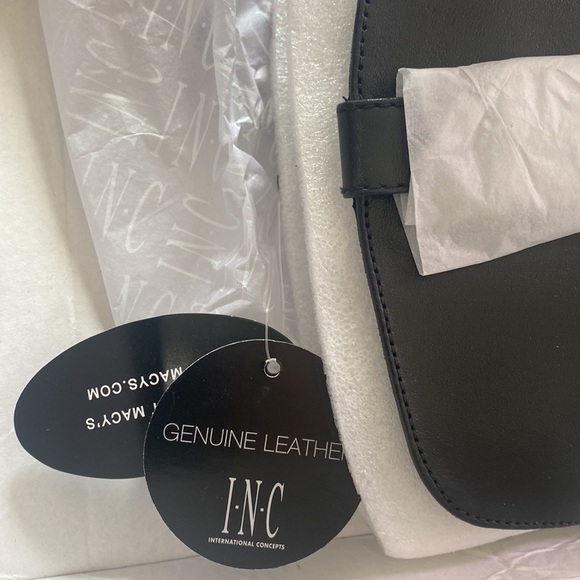 I·N·C
I·N·C
I·N·C
I·N·C
MACY'S
MACYS.COM
GENUINE LEATHER
I·N·C
INTERNATIONAL CONCEPTS